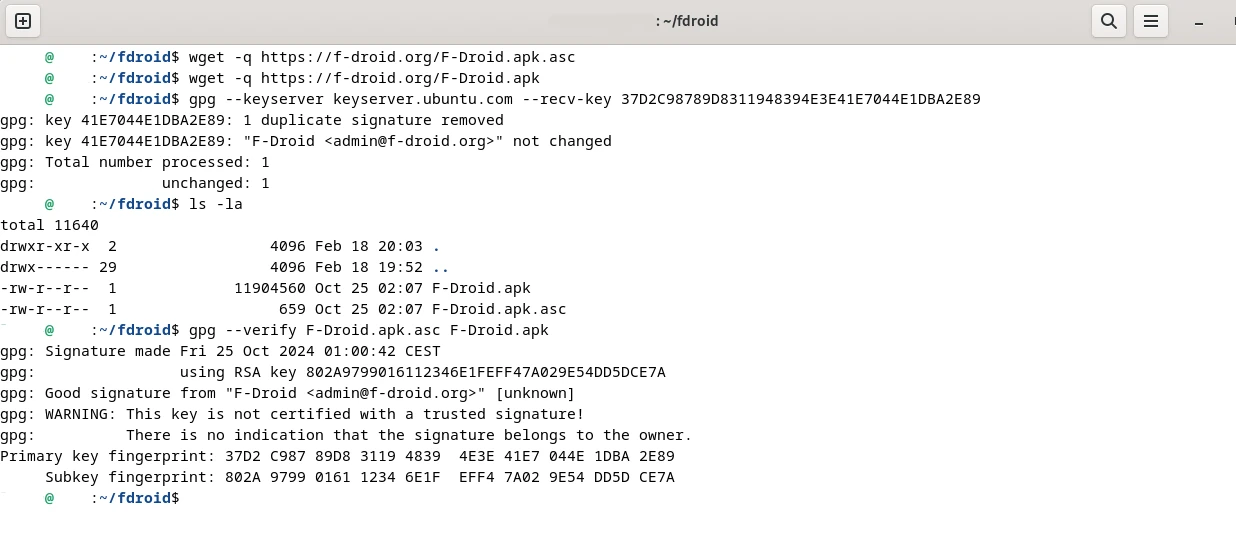 :~/fdroid
@    :~/fdroid$ wget -q https://f-droid.org/F-Droid.apk.asc
@    :~/fdroid$ wget -q https://f-droid.org/F-Droid.apk
@    :~/fdroid$ gpg --keyserver keyserver.ubuntu.com --recv-key 37D2C98789D8311948394E3E41E7044E1DBA2E89
gpg: key 41E7044E1DBA2E89: 1 duplicate signature removed
gpg: key 41E7044E1DBA2E89: "F-Droid <admin@f-droid.org>" not changed
gpg: Total number processed: 1
gpg:              unchanged: 1
@    :~/fdroid$ ls -la
total 11640
drwxr-xr-x  2                 4096 Feb 18 20:03 .
drwx------ 29                 4096 Feb 18 19:52 ..
-rw-r--r--  1             11904560 Oct 25 02:07 F-Droid.apk
-rw-r--r--  1                  659 Oct 25 02:07 F-Droid.apk.asc
@    :~/fdroid$ gpg --verify F-Droid.apk.asc F-Droid.apk
gpg: Signature made Fri 25 Oct 2024 01:00:42 CEST
gpg:                using RSA key 802A9799016112346E1FEFF47A029E54DD5DCE7A
gpg: Good signature from "F-Droid <admin@f-droid.org>" [unknown]
gpg: WARNING: This key is not certified with a trusted signature!
gpg:          There is no indication that the signature belongs to the owner.
Primary key fingerprint: 37D2 C987 89D8 3119 4839  4E3E 41E7 044E 1DBA 2E89
     Subkey fingerprint: 802A 9799 0161 1234 6E1F  EFF4 7A02 9E54 DD5D CE7A
@    :~/fdroid$